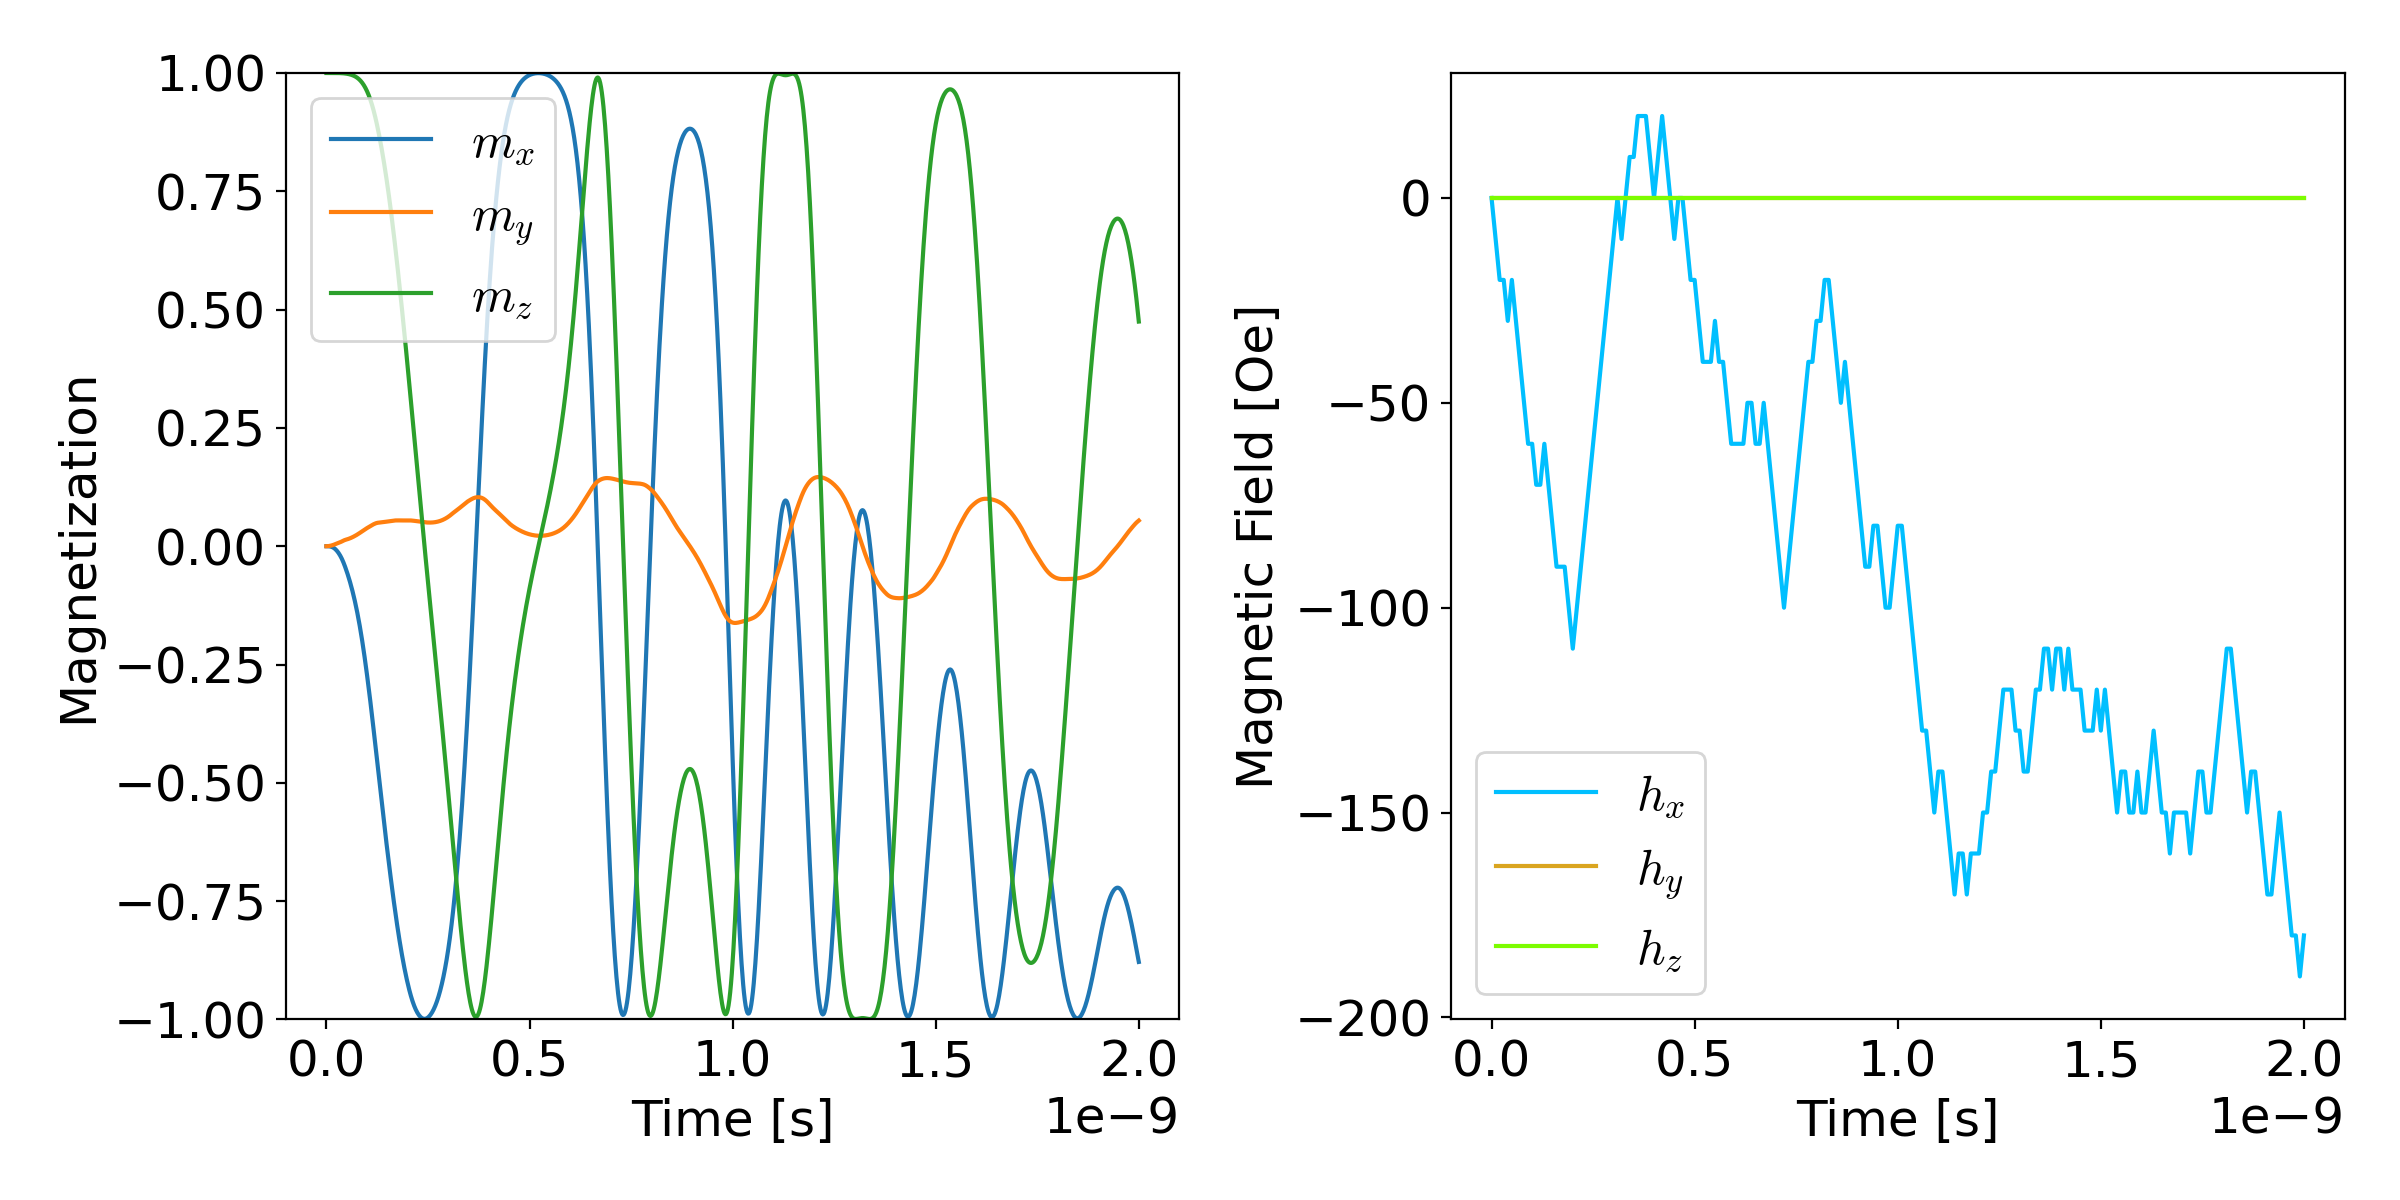 Magnetization
1.00
0.75
0.50
0.25
0.00
−0.25
−0.50
−0.75
−1.00
m_x
m_y
m_z
0.0 0.5 1.0 1.5 2.0
Time [s]
1e−9
Magnetic Field [Oe]
0
−50
−100
−150
−200
h_x
h_y
h_z
0.0 0.5 1.0 1.5 2.0
Time [s]
1e−9